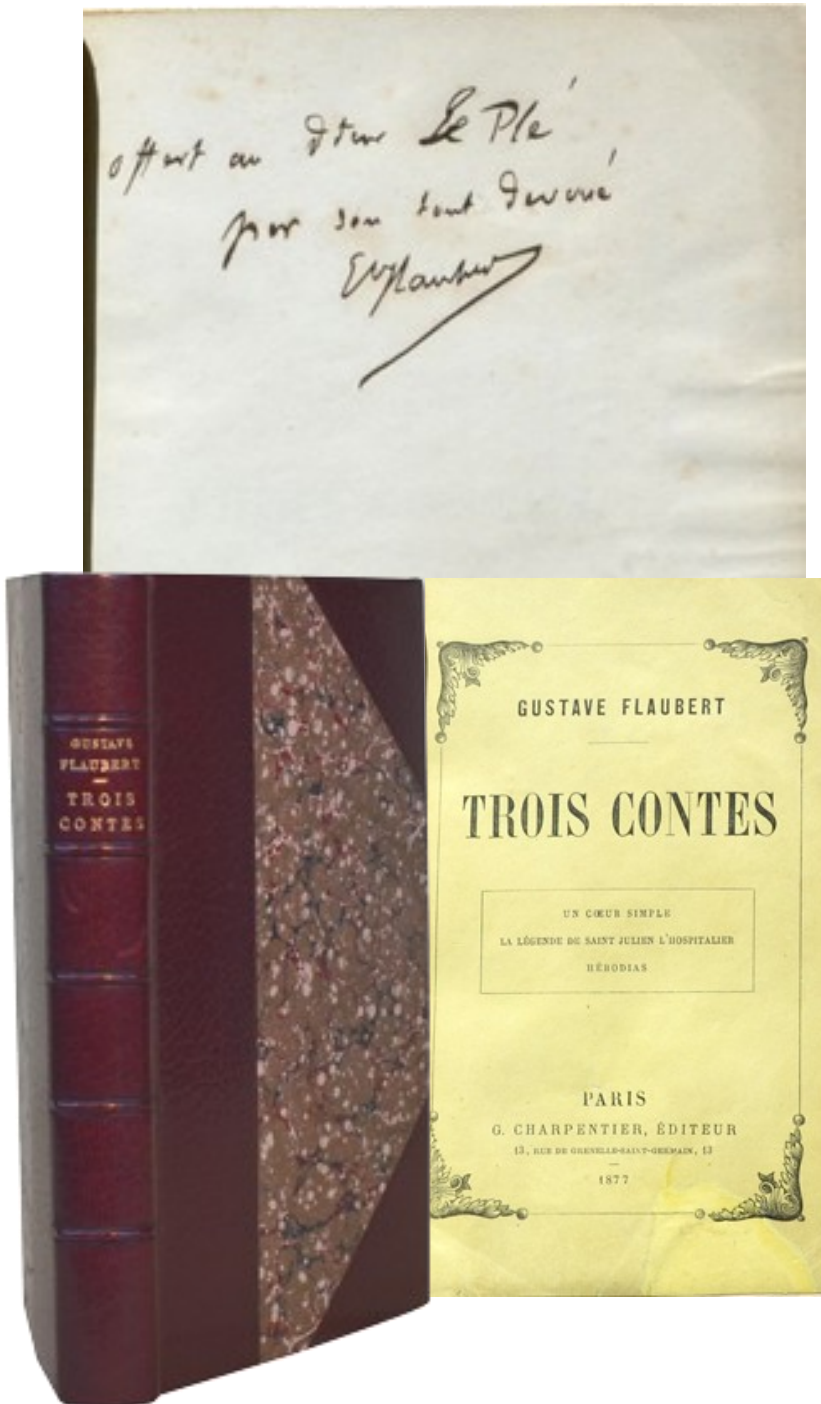 offert au Dteur Le Plé
par son tout dévoué
GveFlaubert
GUSTAVE
FLAUBERT
TROIS
CONTES
GUSTAVE FLAUBERT
TROIS CONTES
UN CŒUR SIMPLE
LA LÉGENDE DE SAINT JULIEN L'HOSPITALIER
HÉRODIAS
PARIS
G. CHARPENTIER, ÉDITEUR
13, RUE DE GRENELLE-SAINT-GERMAIN, 13
1877